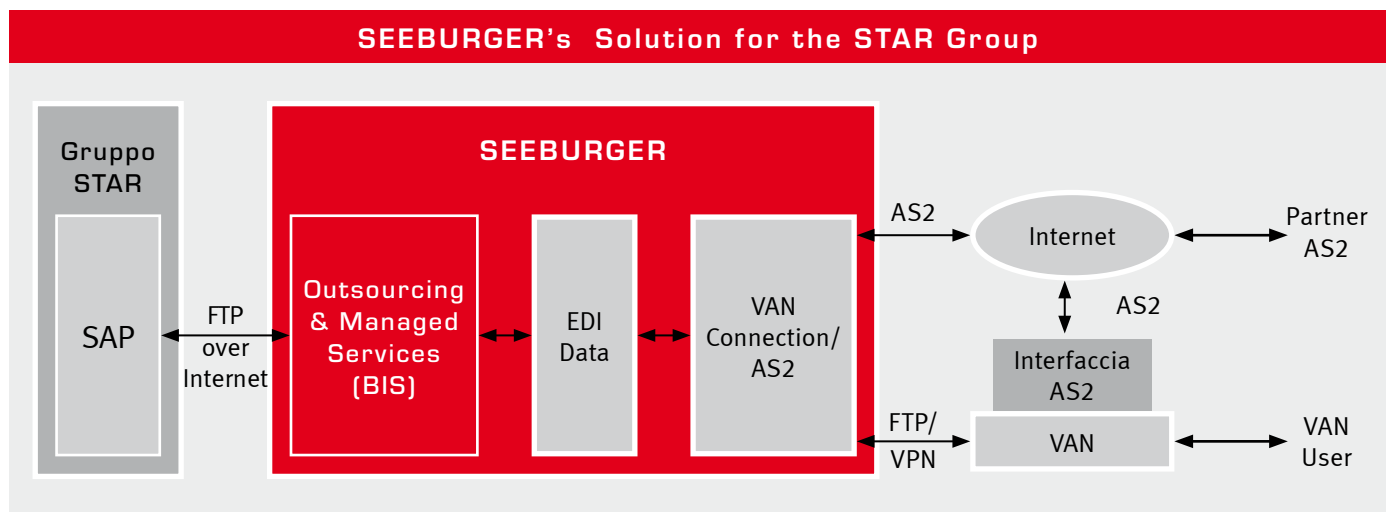 SEEBURGER's Solution for the STAR Group
Gruppo
STAR
SAP
FTP
over
Internet
SEEBURGER
Outsourcing
& Managed
Services
(BIS)
EDI
Data
VAN
Connection/
AS2
AS2
Internet
Partner
AS2
AS2
Interfaccia
AS2
FTP/
VPN
VAN
VAN
User